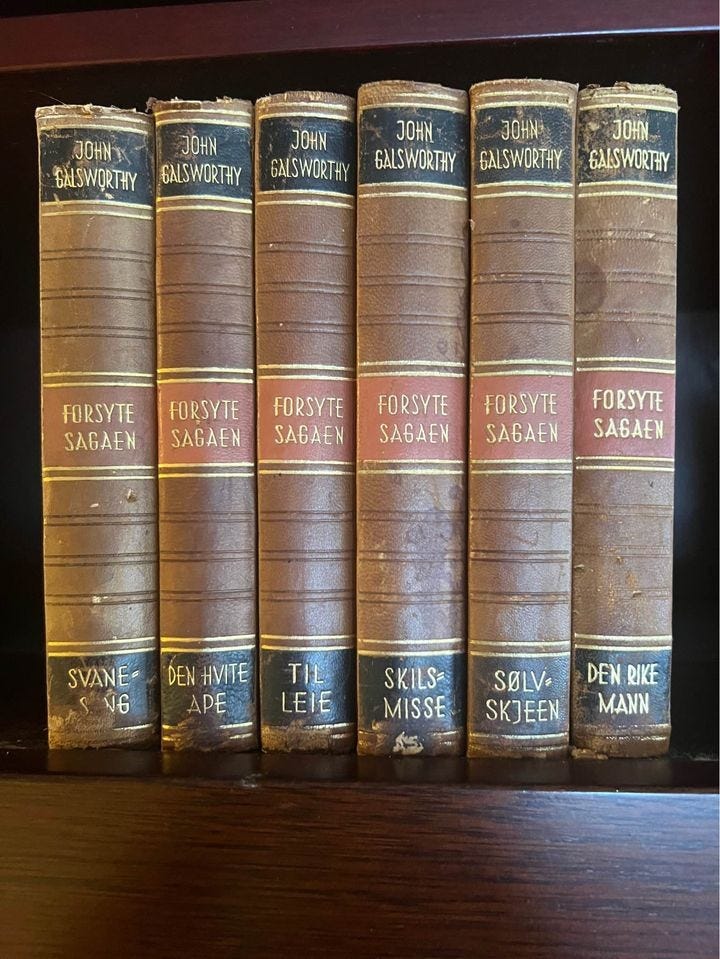 JOHN
GALSWORTHY
FORSYTE
SAGAEN
SVANE=
JOHN
GALSWORTHY
FORSYTE
SAGAEN
DEN HVITE
APE
JOHN
GALSWORTHY
FORSYTE
SAGAEN
TIL
LEIE
JOHN
GALSWORTHY
FORSYTE
SAGAEN
SKILS=
MISSE
JOHN
GALSWORTHY
FORSYTE
SAGAEN
SØLV=
SKJEEN
JOHN
GALSWORTHY
FORSYTE
SAGAEN
DEN RIKE
MANN